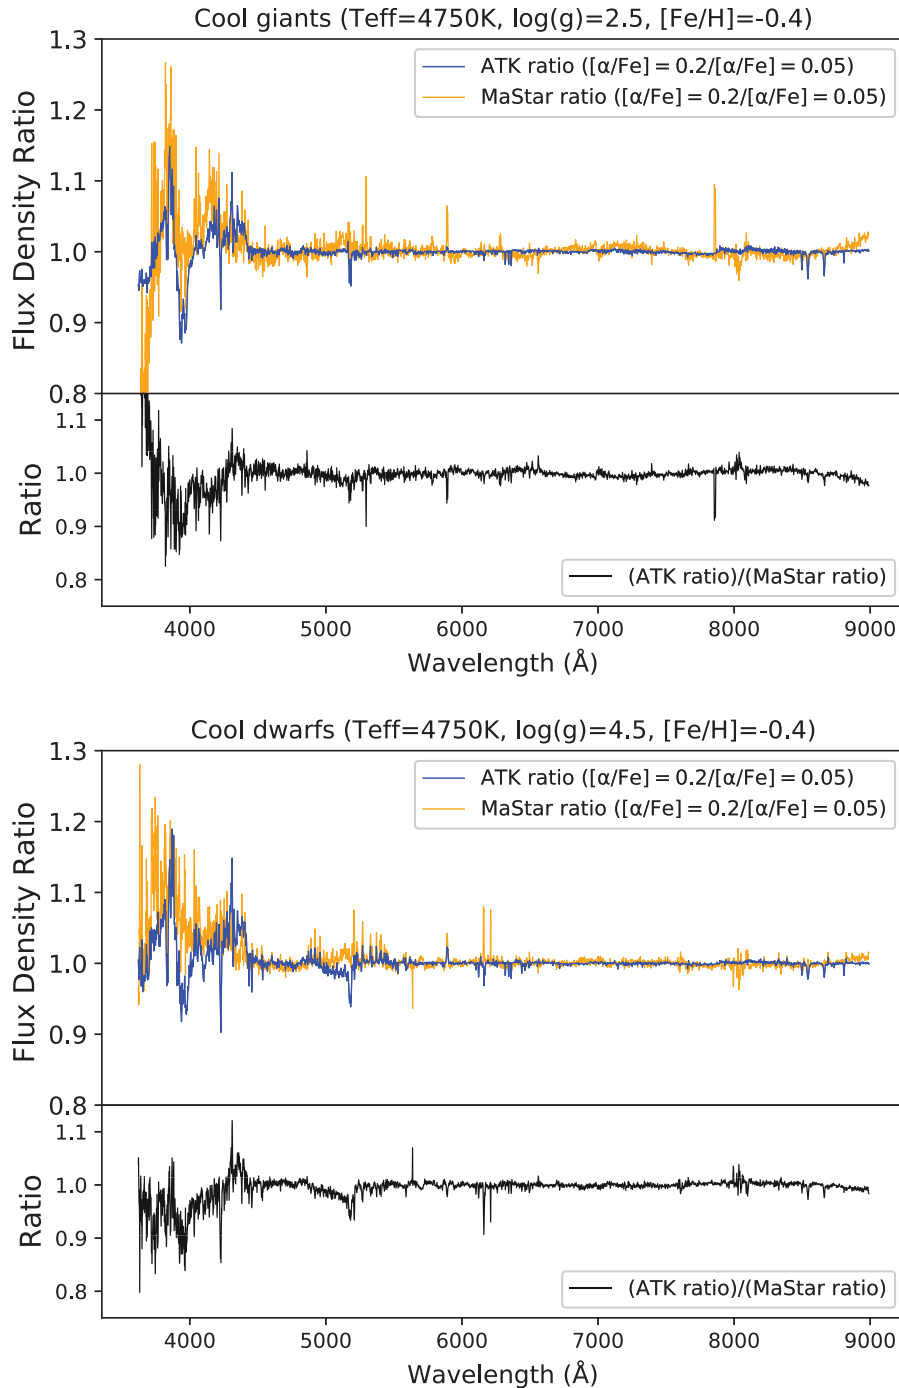 Cool giants (Teff=4750K, log(g)=2.5, [Fe/H]=-0.4)
1.3
1.2
1.1
1.0
0.9
0.8
Flux Density Ratio
ATK ratio ([α/Fe] = 0.2/[α/Fe] = 0.05)
MaStar ratio ([α/Fe] = 0.2/[α/Fe] = 0.05)
1.1
1.0
0.9
0.8
Ratio
(ATK ratio)/(MaStar ratio)
4000 5000 6000 7000 8000 9000
Wavelength (Å)
Cool dwarfs (Teff=4750K, log(g)=4.5, [Fe/H]=-0.4)
1.3
1.2
1.1
1.0
0.9
0.8
Flux Density Ratio
ATK ratio ([α/Fe] = 0.2/[α/Fe] = 0.05)
MaStar ratio ([α/Fe] = 0.2/[α/Fe] = 0.05)
1.1
1.0
0.9
0.8
Ratio
(ATK ratio)/(MaStar ratio)
4000 5000 6000 7000 8000 9000
Wavelength (Å)